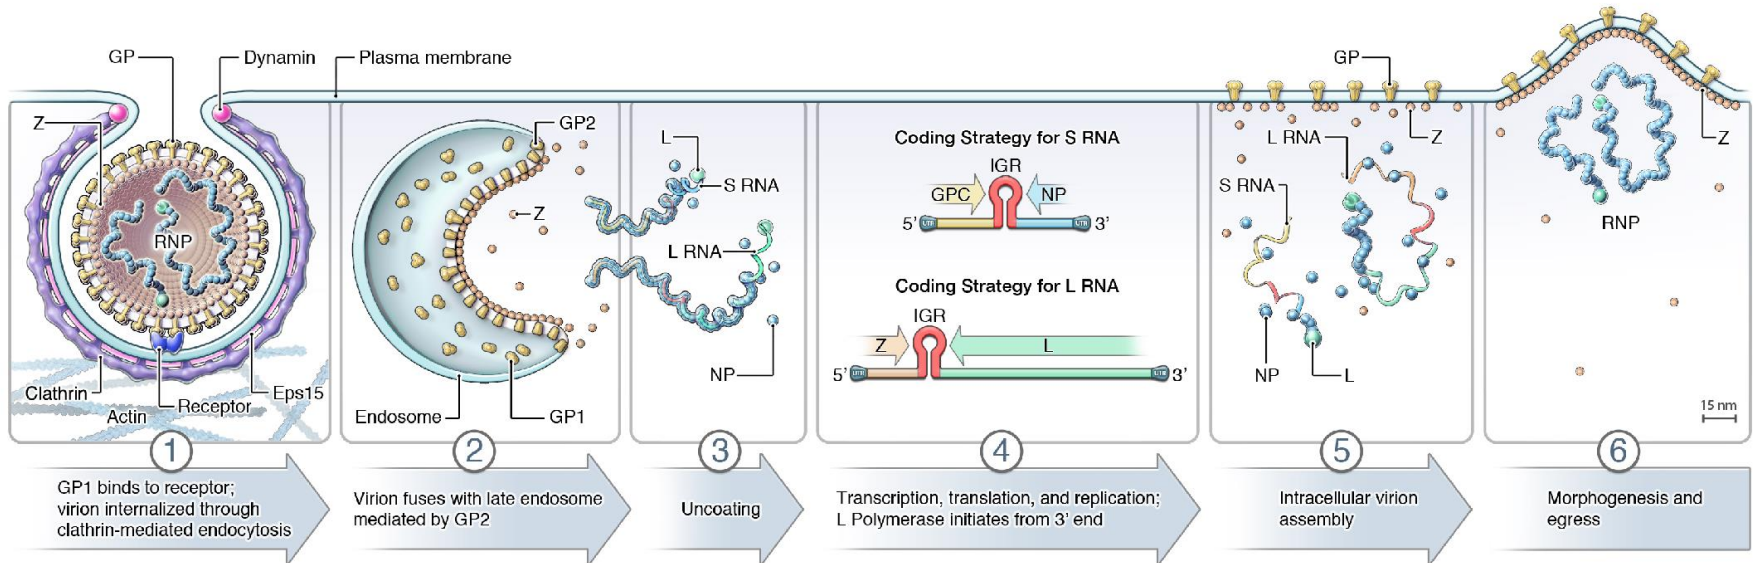 GP
Dynamin
Plasma membrane
Z
RNP
Clathrin
Actin
Receptor
Eps15
1
GP1 binds to receptor;
virion internalized through
clathrin-mediated endocytosis
GP2
Z
Endosome
GP1
2
Virion fuses with late endosome
mediated by GP2
L
S RNA
L RNA
NP
3
Uncoating
Coding Strategy for S RNA
IGR
GPC
NP
5’
UTR
UTR
3’
Coding Strategy for L RNA
IGR
Z
L
5’
UTR
UTR
3’
4
Transcription, translation, and replication;
L Polymerase initiates from 3’ end
GP
L RNA
Z
S RNA
NP
L
5
Intracellular virion
assembly
Z
RNP
15 nm
6
Morphogenesis and
egress